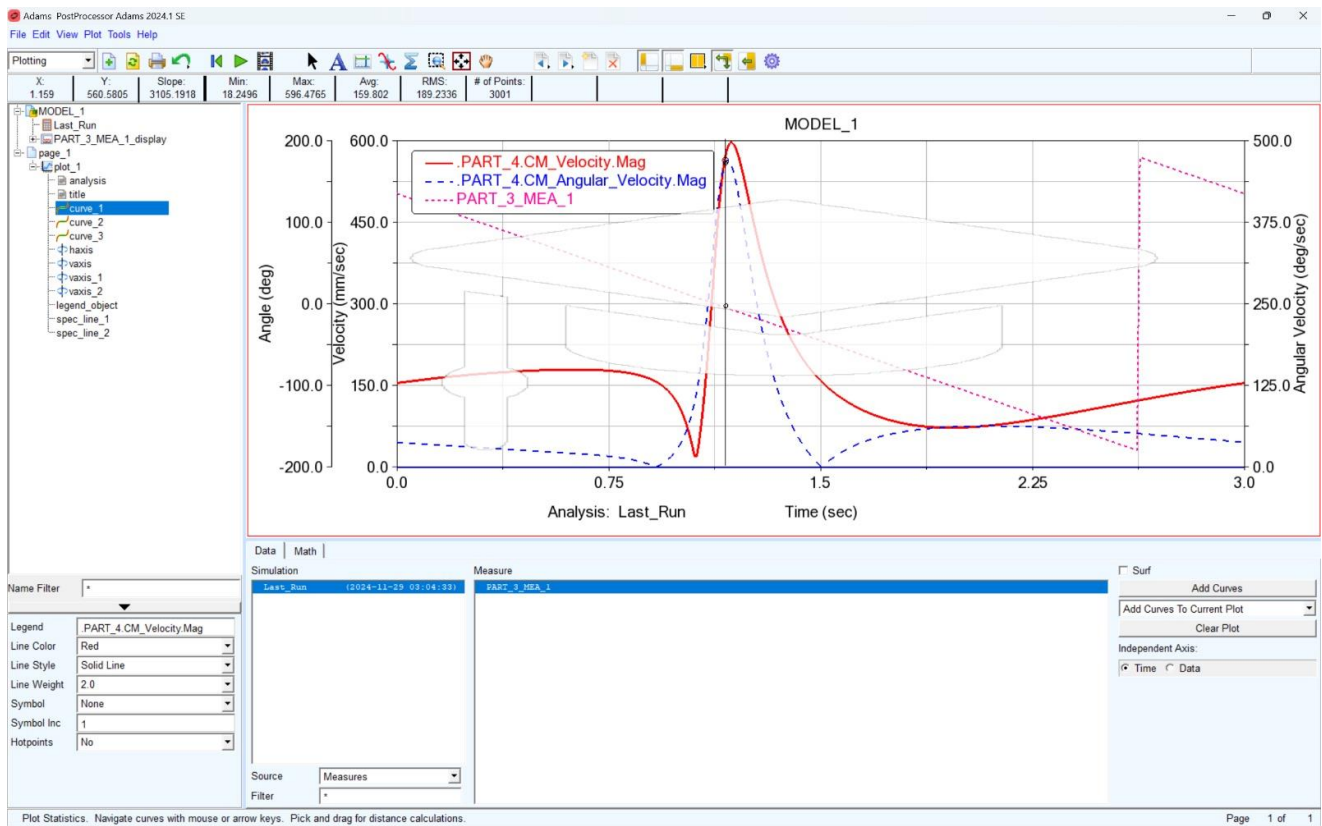 Adams PostProcessor Adams 2024.1 SE
File Edit View Plot Tools Help
Plotting
X: Y: Slope: Min: Max: Avg: RMS: # of Points:
1.159 560.5805 3105.1918 18.2496 596.4765 159.802 189.2336 3001
MODEL_1
Last_Run
PART_3_MEA_1_display
page_1
plot_1
analysis
title
curve_1
curve_2
curve_3
haxis
vaxis
vaxis_1
vaxis_2
legend_object
spec_line_1
spec_line_2
MODEL_1
.PART_4.CM_Velocity.Mag
.PART_4.CM_Angular_Velocity.Mag
PART_3_MEA_1
200.0
100.0
0.0
-100.0
-200.0
Angle (deg)
600.0
450.0
300.0
150.0
0.0
Velocity (mm/sec)
500.0
375.0
250.0
125.0
0.0
Angular Velocity (deg/sec)
0.0 0.75 1.5 2.25 3.0
Analysis: Last_Run Time (sec)
Name Filter *
Legend .PART_4.CM_Velocity.Mag
Line Color Red
Line Style Solid Line
Line Weight 2.0
Symbol None
Symbol Inc 1
Hotpoints No
Data Math
Simulation Measure
Last_Run (2024-11-29 03:04:33) PART_3_MEA_1
Source Measures
Filter *
Surf
Add Curves
Add Curves To Current Plot
Clear Plot
Independent Axis:
Time Data
Plot Statistics. Navigate curves with mouse or arrow keys. Pick and drag for distance calculations. Page 1 of 1